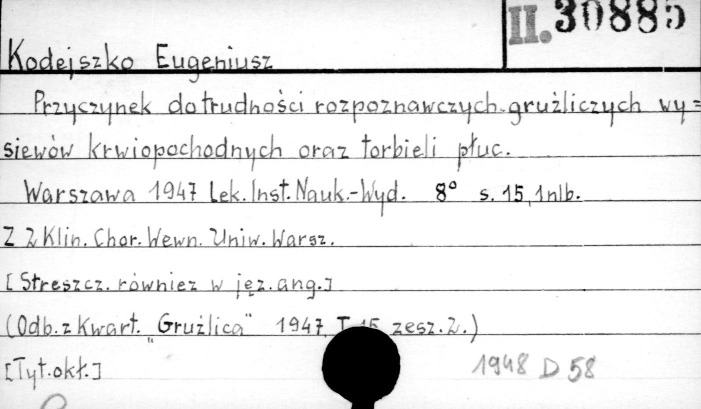 II. 30885
Kodejszko Eugeniusz
Przyczynek do trudności rozpoznawczych gruźliczych wy=
siewów krwiopochodnych oraz torbieli płuc.
Warszawa 1947 Lek. Inst. Nauk.-Wyd. 8° s. 15, 1 nlb.
Z 2 Klin. Chor. Wewn. Uniw. Warsz.
[Streszcz. również w jęz. ang.]
(Odb. z Kwart. "Gruźlica" 1947, T. 15 zesz. 2.)
[Tyt. okł.]
1948 D 58